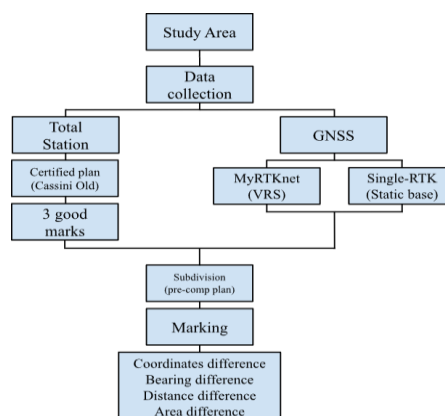 Study Area
Data
collection
Total
Station
GNSS
Certified plan
(Cassini Old)
MyRTKnet
(VRS)
Single-RTK
(Static base)
3 good
marks
Subdivision
(pre-comp plan)
Marking
Coordinates difference
Bearing difference
Distance difference
Area difference